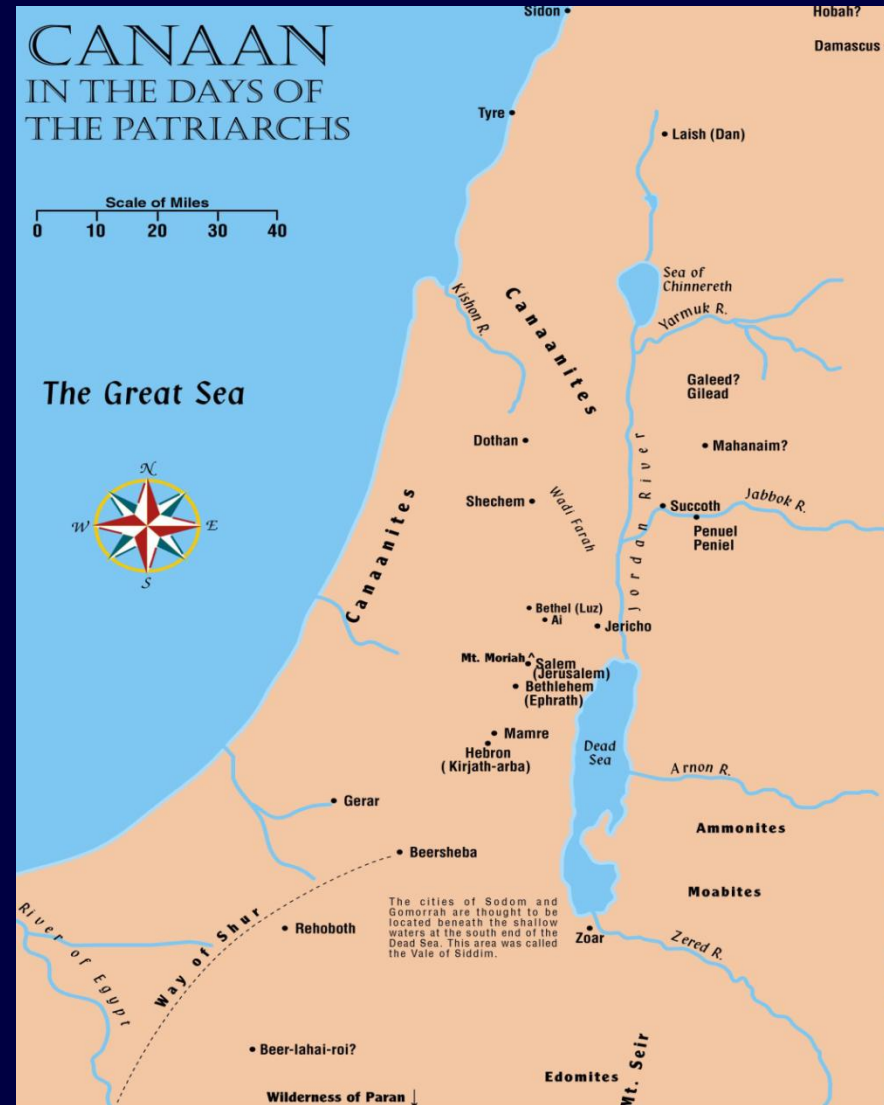 Sidon
Hobah?
Damascus
CANAAN
IN THE DAYS OF
THE PATRIARCHS
Tyre
Laish (Dan)
Scale of Miles
0 10 20 30 40
Sea of
Chinnereth
Kishon R.
Canaanites
Yarmuk R.
The Great Sea
Galeed?
Gilead
Dothan
Mahanaim?
N
W E
S
Canaanites
Shechem
Wadi Farah
Jordan River
Succoth
Jabbok R.
Penuel
Peniel
Bethel (Luz)
Ai
Jericho
Mt. Moriah ^
Salem
(Jerusalem)
Bethlehem
(Ephrath)
Mamre
Hebron
( Kirjath-arba)
Dead
Sea
Arnon R.
Gerar
Ammonites
Beersheba
Moabites
The cities of Sodom and
Gomorrah are thought to be
located beneath the shallow
waters at the south end of the
Dead Sea. This area was called
the Vale of Siddim.
River of Egypt
Way of Shur
Rehoboth
Zoar
Zered R.
Beer-lahai-roi?
Edomites
Mt. Seir
Wilderness of Paran ↓